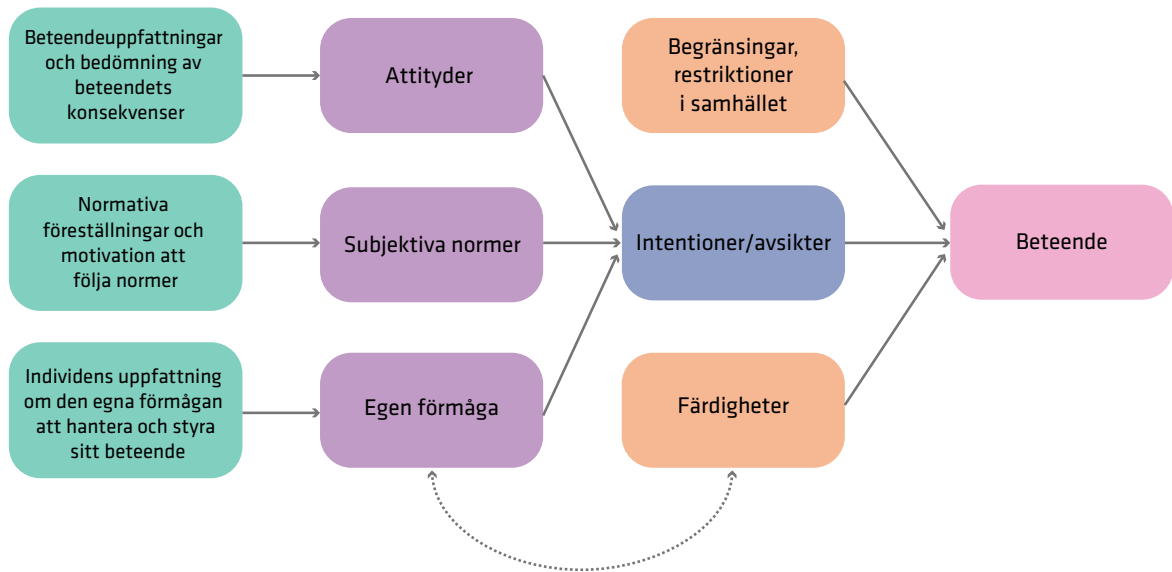 Beteendeuppfattningar
och bedömning av
beteendets
konsekvenser
Attityder
Begränsingar,
restriktioner
i samhället
Normativa
föreställningar och
motivation att
följa normer
Subjektiva normer
Intentioner/avsikter
Beteende
Individens uppfattning
om den egna förmågan
att hantera och styra
sitt beteende
Egen förmåga
Färdigheter